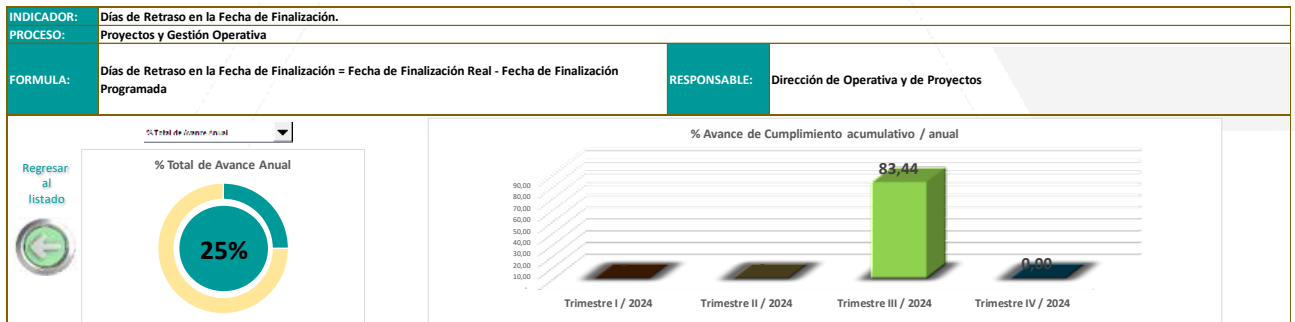 INDICADOR: Días de Retraso en la Fecha de Finalización.
PROCESO: Proyectos y Gestión Operativa
FORMULA: Días de Retraso en la Fecha de Finalización = Fecha de Finalización Real - Fecha de Finalización
Programada
RESPONSABLE: Dirección de Operativa y de Proyectos
% Total de Avance Anual
Regresar
al
listado
% Total de Avance Anual
25%
% Avance de Cumplimiento acumulativo / anual
90,00
80,00
70,00
60,00
50,00
40,00
30,00
20,00
10,00
-
83,44
0,00
Trimestre I / 2024
Trimestre II / 2024
Trimestre III / 2024
Trimestre IV / 2024